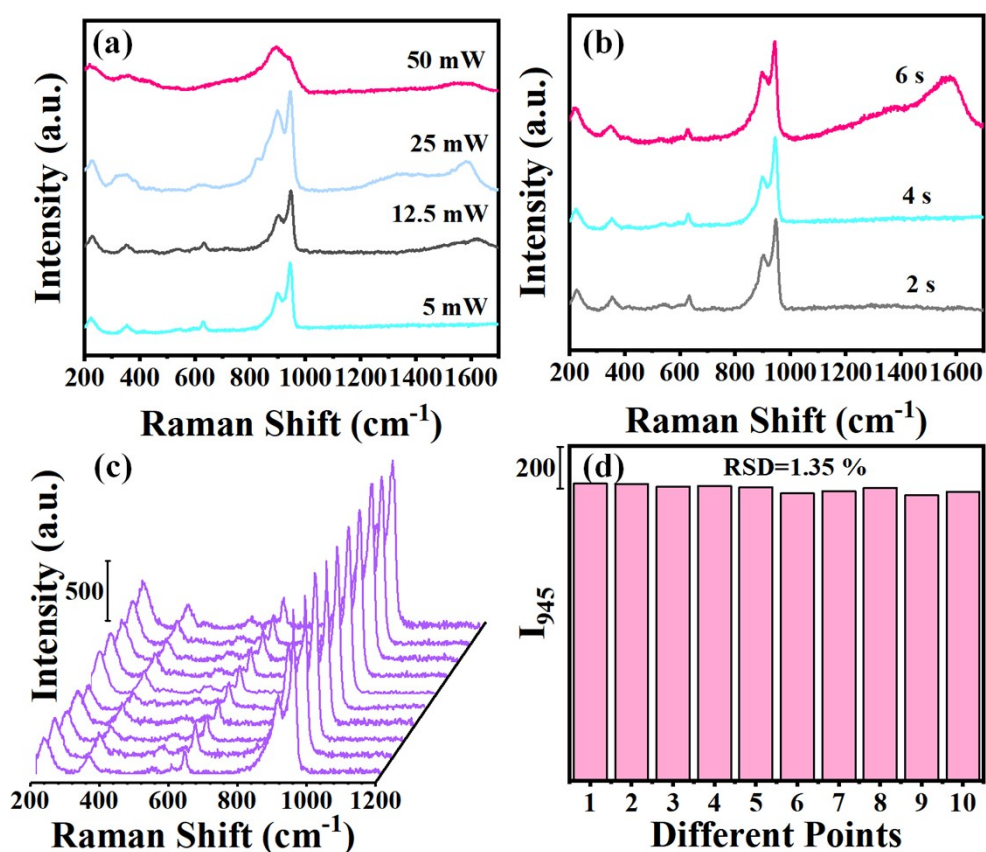 (a)
50 mW
25 mW
12.5 mW
5 mW
Intensity (a.u.)
200 400 600 800 1000 1200 1400 1600
Raman Shift (cm⁻¹)
(b)
6 s
4 s
2 s
Intensity (a.u.)
200 400 600 800 1000 1200 1400 1600
Raman Shift (cm⁻¹)
(c)
500
Intensity (a.u.)
200 400 600 800 1000 1200
Raman Shift (cm⁻¹)
(d)
200
RSD=1.35 %
I₉₄₅
1 2 3 4 5 6 7 8 9 10
Different Points